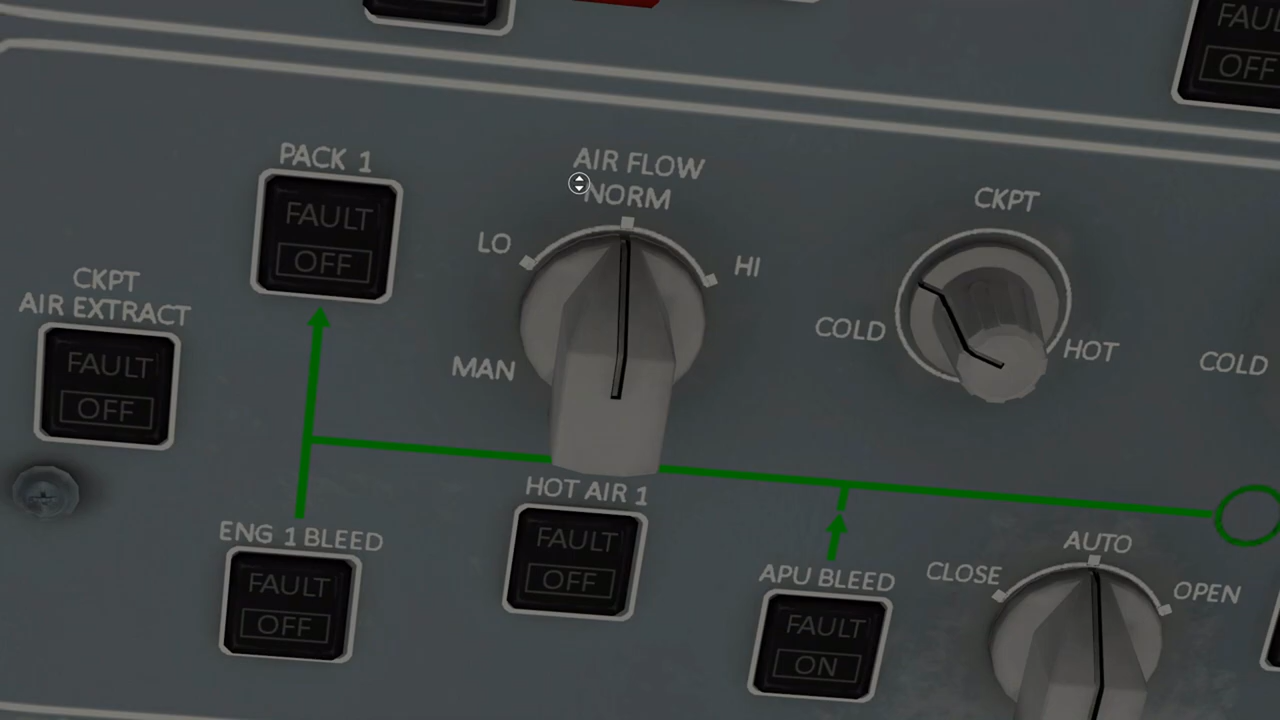 FAULT
OFF
PACK 1
FAULT
OFF
AIR FLOW
NORM
LO
HI
MAN
CKPT
COLD
HOT
COLD
CKPT
AIR EXTRACT
FAULT
OFF
ENG 1 BLEED
FAULT
OFF
HOT AIR 1
FAULT
OFF
APU BLEED
FAULT
ON
AUTO
CLOSE
OPEN